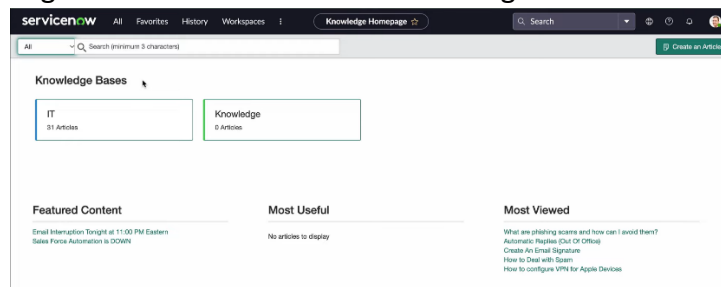 servicenow All Favorites History Workspaces Knowledge Homepage ☆ Search
All Search (minimum 3 characters) Create an Article
Knowledge Bases
IT
31 Articles
Knowledge
0 Articles
Featured Content
Email Interruption Tonight at 11:00 PM Eastern
Sales Force Automation is DOWN
Most Useful
No articles to display
Most Viewed
What are phishing scams and how can I avoid them?
Automatic Replies (Out Of Office)
Create An Email Signature
How to Deal with Spam
How to configure VPN for Apple Devices